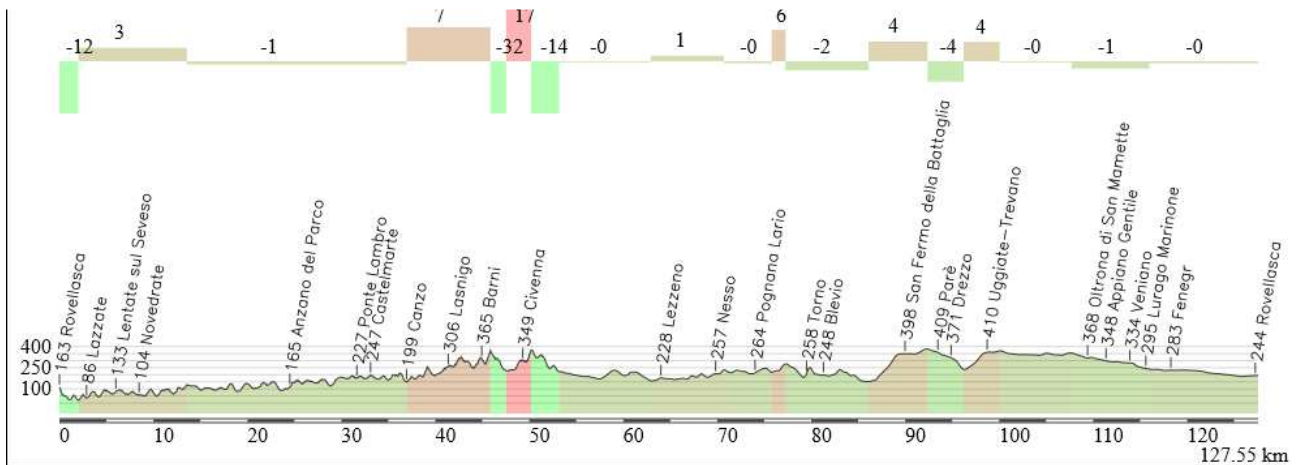 -12 3 -1 7 -32 17 -14 -0 1 -0 6 -2 4 -4 4 -0 -1 -0
163 Rovellasca
86 Lazzate
133 Lentate sul Seveso
104 Novedrate
165 Anzano del Parco
227 Ponte Lambro
247 Castelmarte
199 Canzo
306 Lasnigo
365 Barni
349 Civenna
228 Lezzeno
257 Nesso
264 Pognana Lario
258 Torno
248 Blevio
398 San Fermo della Battaglia
409 Parè
371 Drezzo
410 Uggiate-Trevano
368 Oltrona di San Mamette
348 Appiano Gentile
334 Veniano
295 Lurago Marinone
283 Fenegr
244 Rovellasca
400
250
100
0 10 20 30 40 50 60 70 80 90 100 110 120
127.55 km